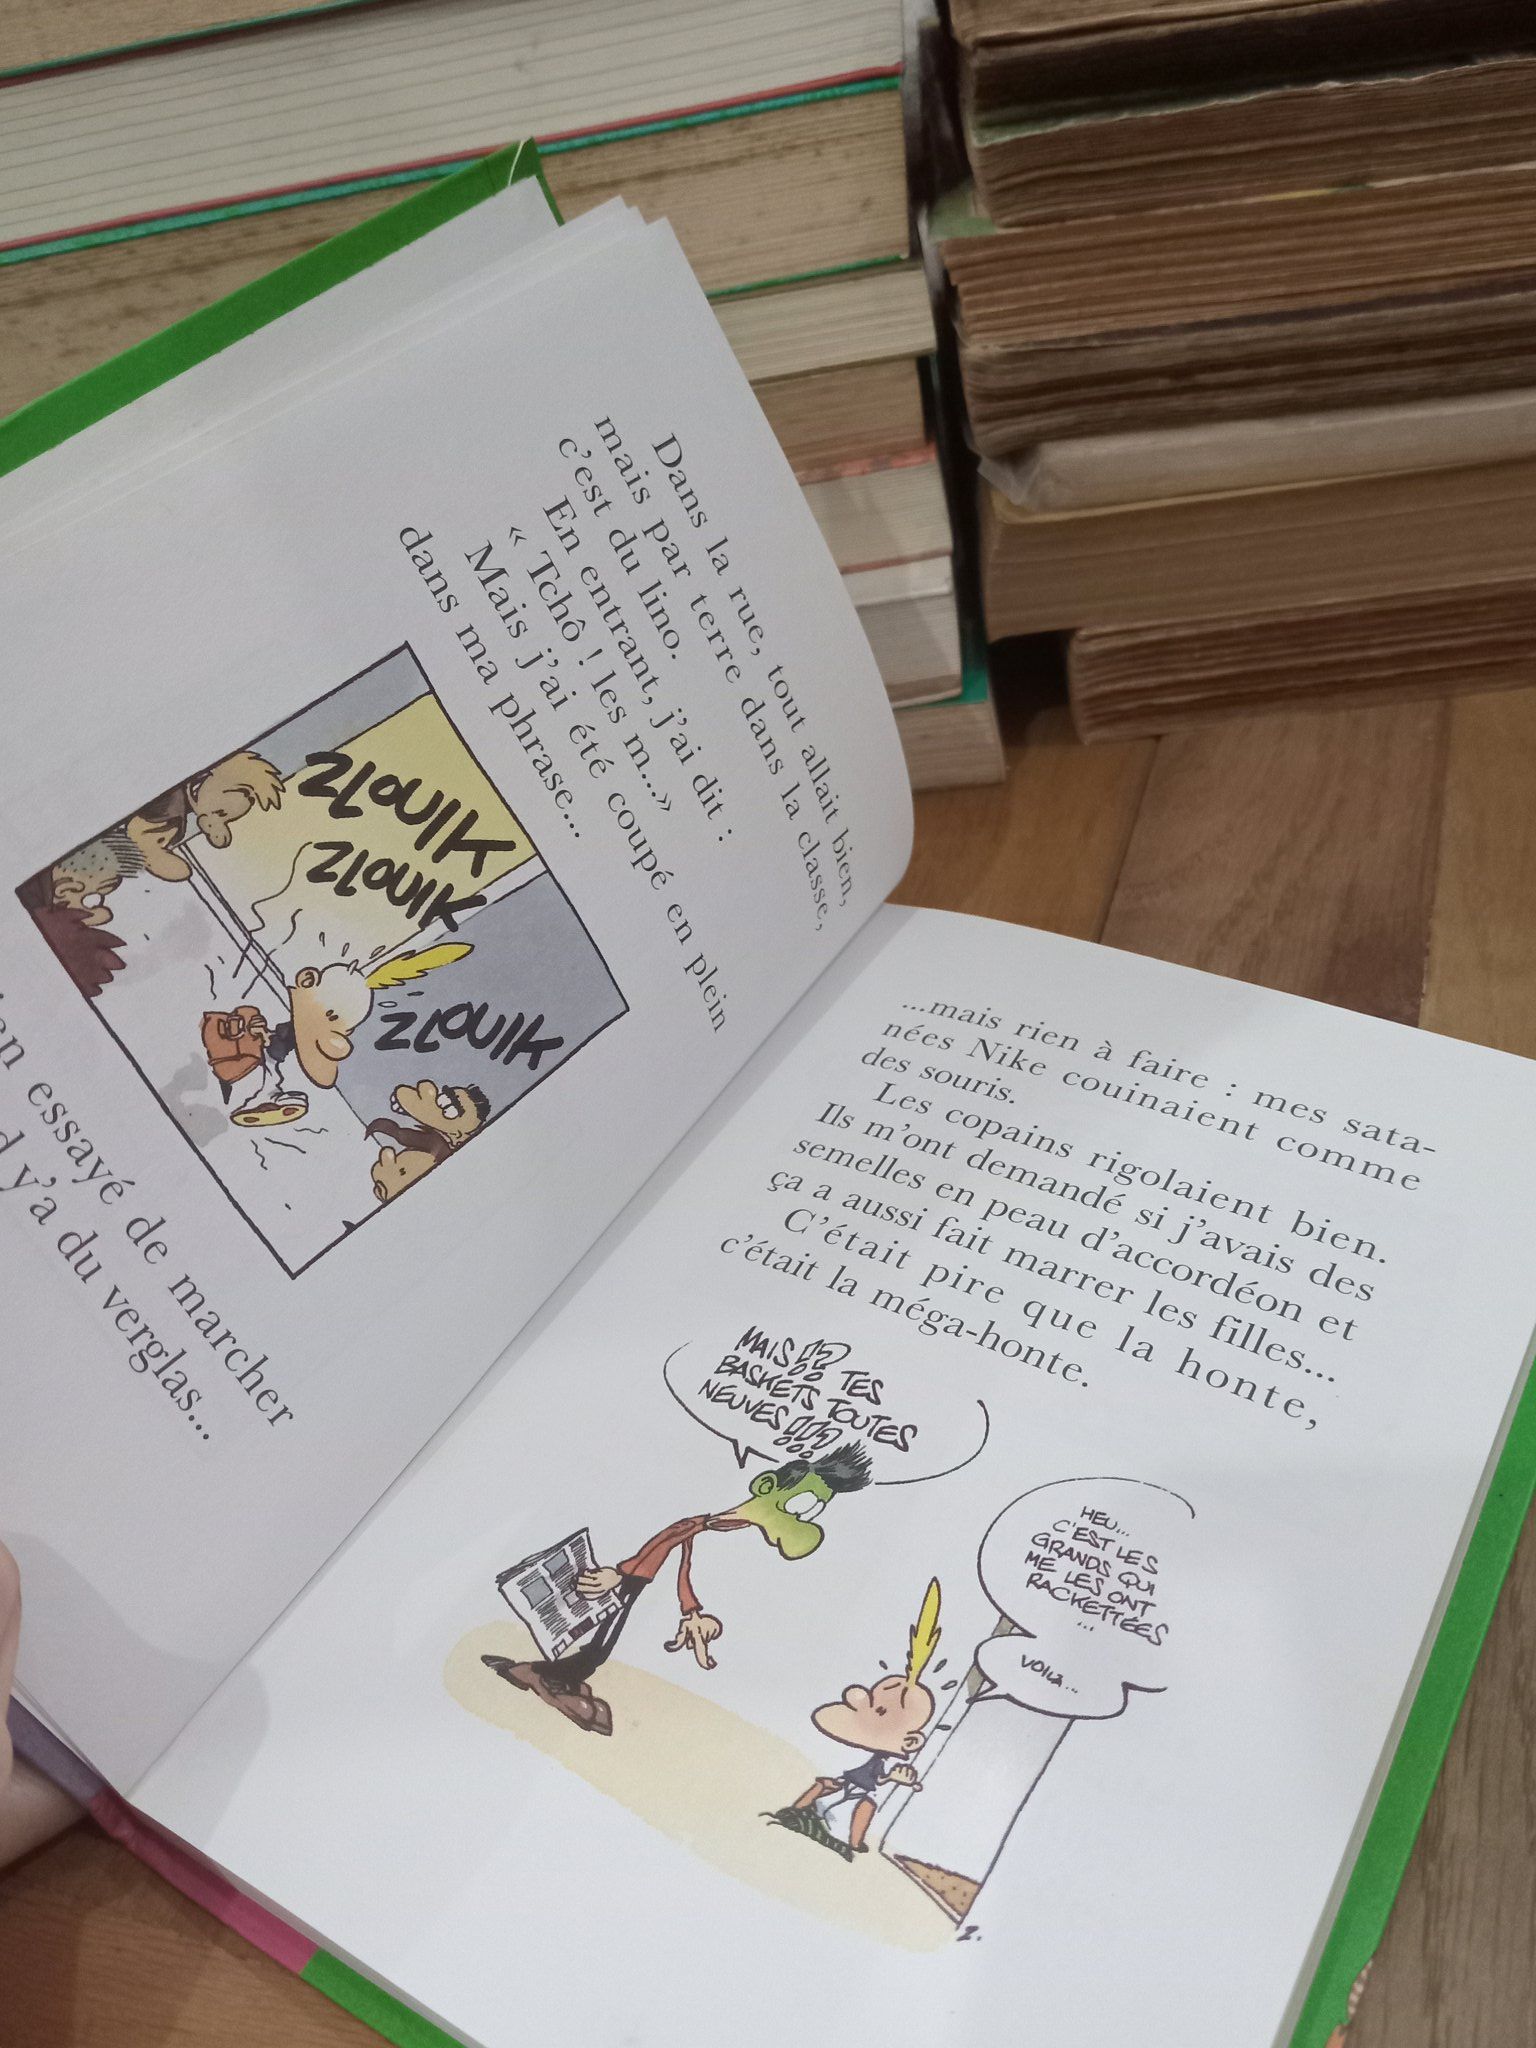 Dans la rue, tout allait bien,
mais par terre dans la classe,
c'est du lino.
En entrant, j'ai dit :
« Tchô ! les m...»
Mais j'ai été coupé en plein
dans ma phrase...
ZLOUIK
ZLOUIK
ZLOUIK
essayé de marcher
y'a du verglas...
...mais rien à faire : mes sata-
nées Nike couinaient comme
des souris.
Les copains rigolaient bien.
Ils m'ont demandé si j'avais des
semelles en peau d'accordéon et
ça a aussi fait marrer les filles...
C'était pire que la honte,
c'était la méga-honte.
MAIS !? TES
BASKETS TOUTES
NEUVES !!?
HEU...
C'EST LES
GRANDS QUI
ME LES ONT
RACKETTÉES
...
VOILÀ...
Z.